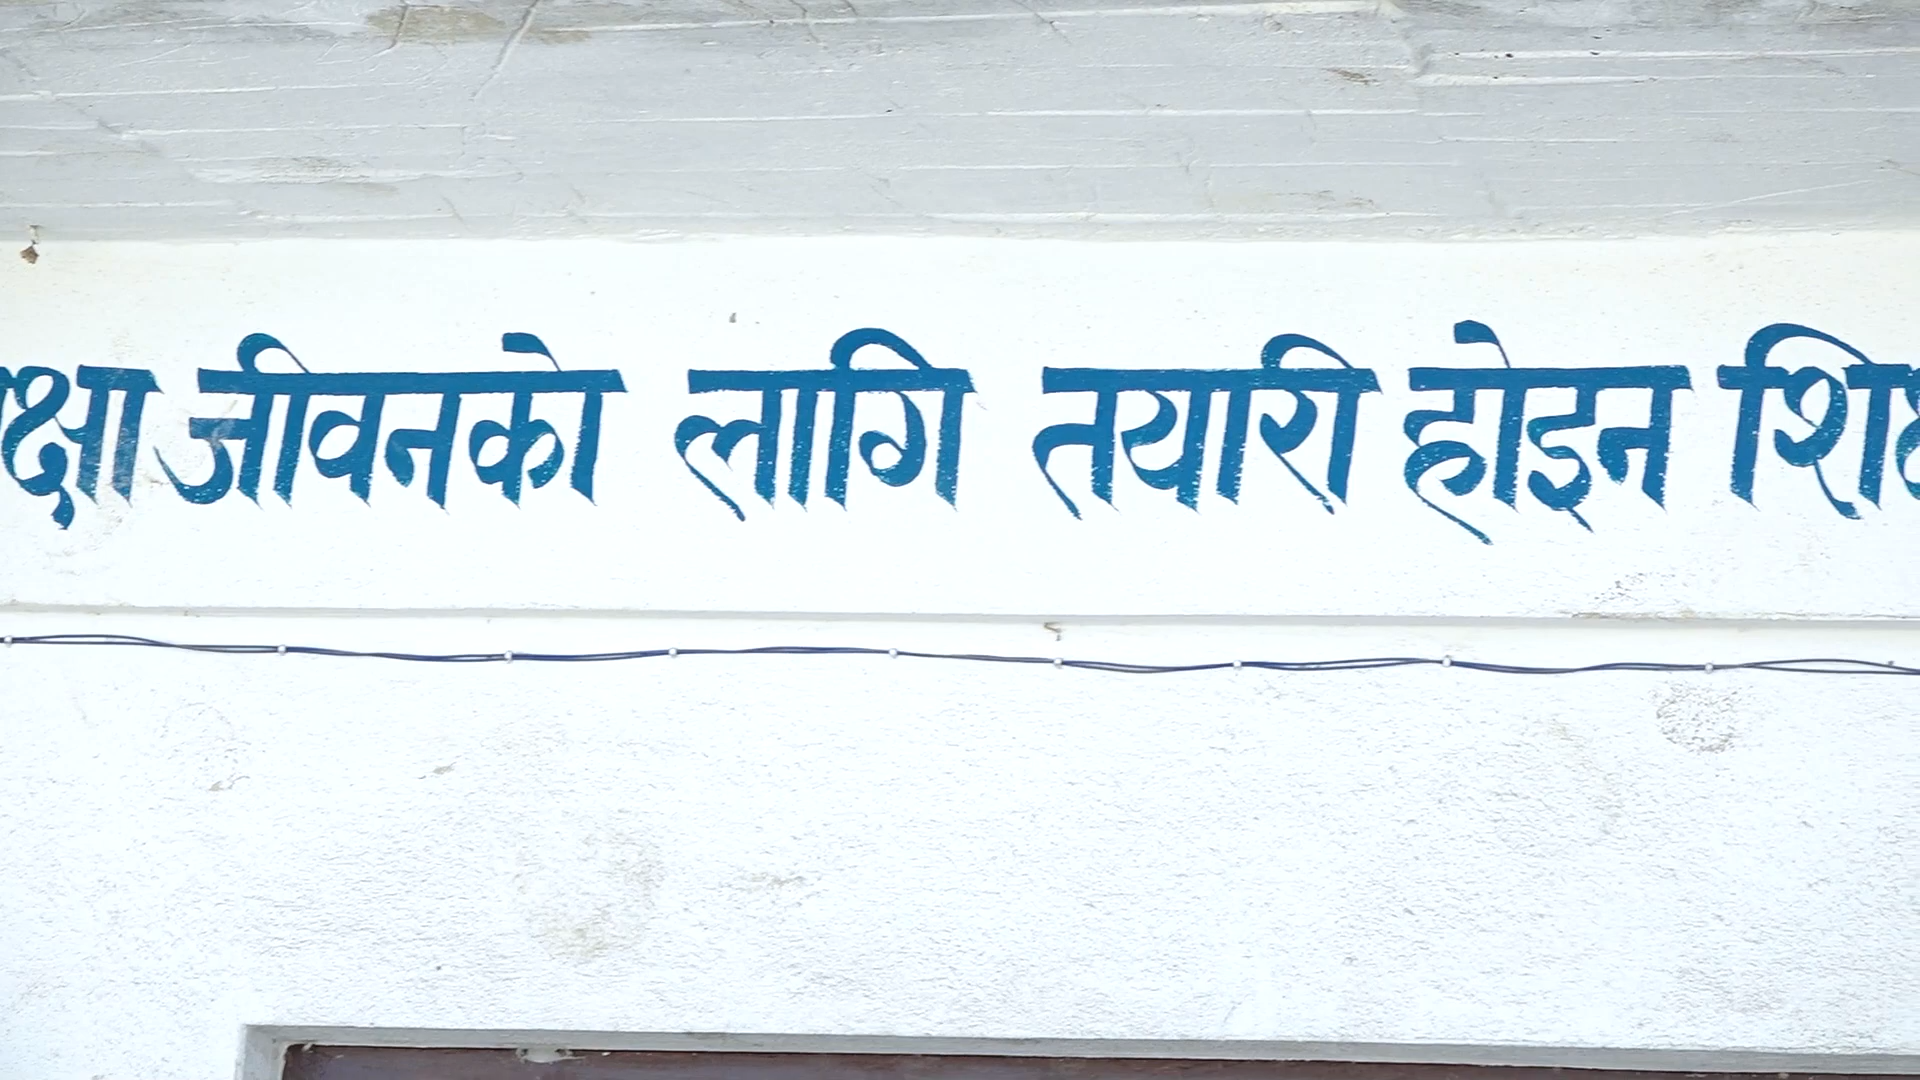 क्षा जीवनको लागि तयारी होइन शि